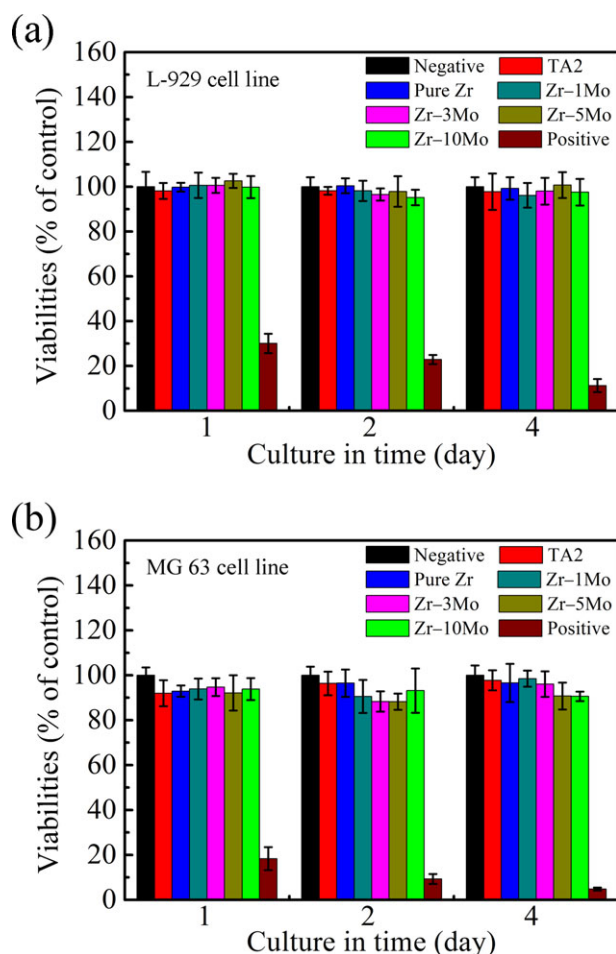 (a)
160
140
120
100
80
60
40
20
0
Viabilities (% of control)
L-929 cell line
Negative TA2
Pure Zr Zr–1Mo
Zr–3Mo Zr–5Mo
Zr–10Mo Positive
1 2 4
Culture in time (day)
(b)
160
140
120
100
80
60
40
20
0
Viabilities (% of control)
MG 63 cell line
Negative TA2
Pure Zr Zr–1Mo
Zr–3Mo Zr–5Mo
Zr–10Mo Positive
1 2 4
Culture in time (day)